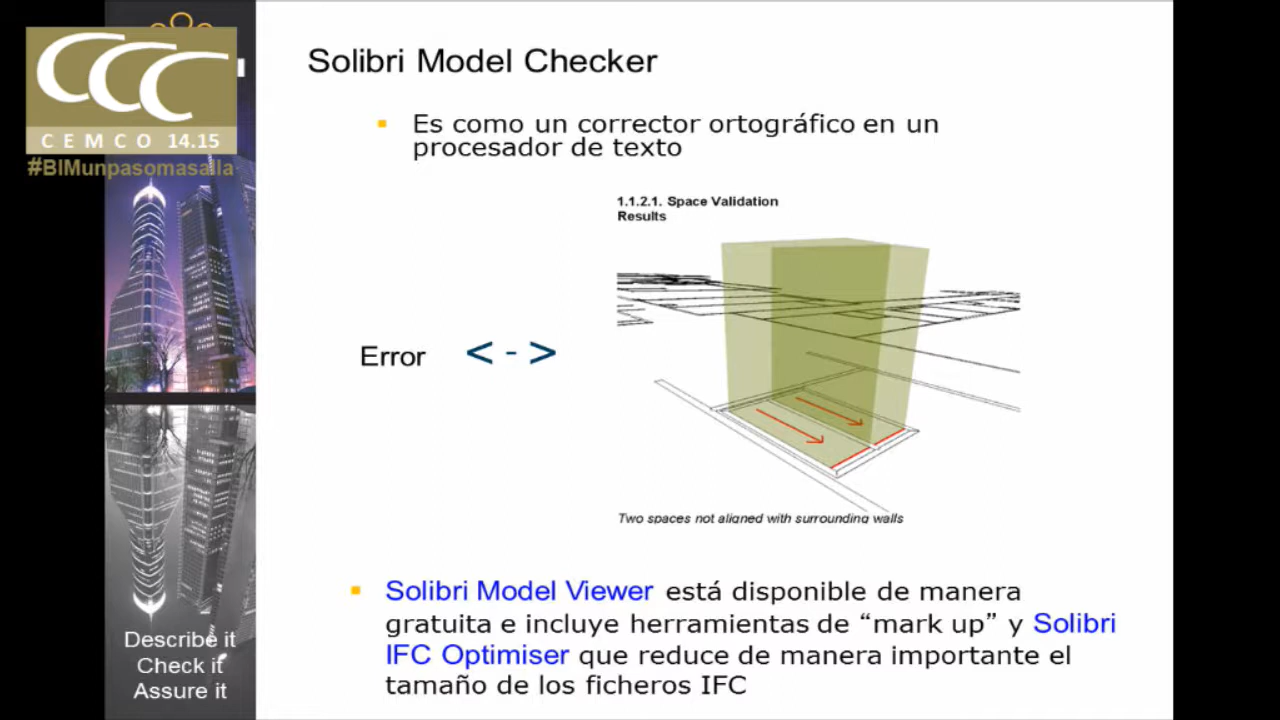 CCC
CEMCO 14.15
#BIMunpasomasalla
Solibri Model Checker
Es como un corrector ortográfico en un
procesador de texto
1.1.2.1. Space Validation
Results
Error
< - >
Two spaces not aligned with surrounding walls
Solibri Model Viewer está disponible de manera
gratuita e incluye herramientas de “mark up” y Solibri
IFC Optimiser que reduce de manera importante el
tamaño de los ficheros IFC
Describe it
Check it
Assure it